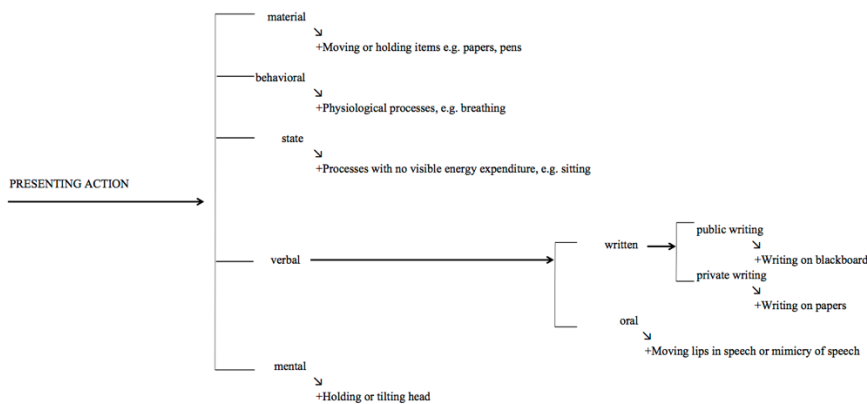 material
↘
+Moving or holding items e.g. papers, pens
behavioral
↘
+Physiological processes, e.g. breathing
state
↘
+Processes with no visible energy expenditure, e.g. sitting
PRESENTING ACTION
verbal
written
public writing
↘
+Writing on blackboard
private writing
↘
+Writing on papers
oral
↘
+Moving lips in speech or mimicry of speech
mental
↘
+Holding or tilting head